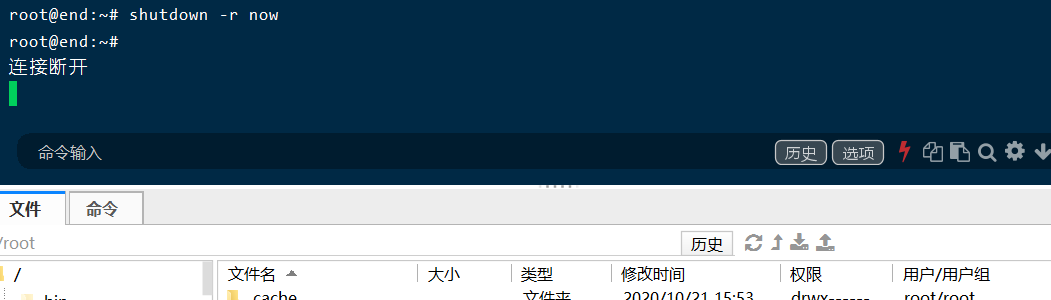 root@end:~# shutdown -r now
root@end:~#
连接断开
命令输入 历史 选项
文件 命令
/root 历史
/ 文件名 大小 类型 修改时间 权限 用户/用户组
bin .cache 文件夹 2020/10/21 15:53 drwx------ root/root